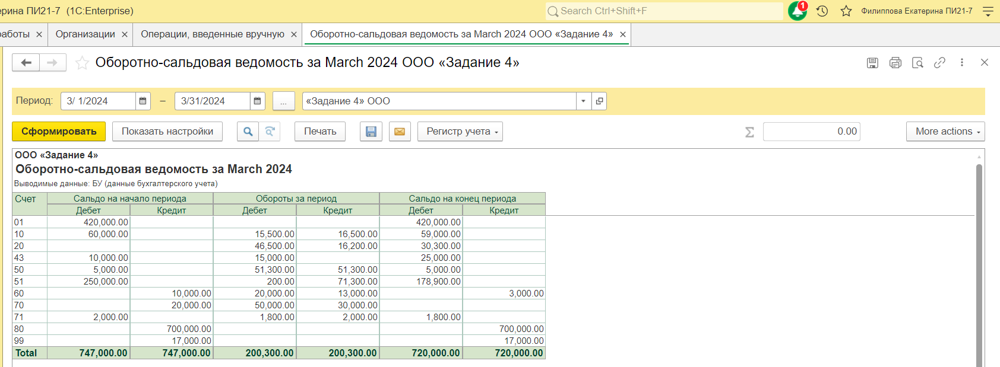 ерина ПИ21-7 (1C:Enterprise) Search Ctrl+Shift+F 1 Филиппова Екатерина ПИ21-7
работы × Организации × Операции, введенные вручную × Оборотно-сальдовая ведомость за March 2024 ООО «Задание 4» ×
Оборотно-сальдовая ведомость за March 2024 ООО «Задание 4»
Период: 3/ 1/2024 – 3/31/2024 ... «Задание 4» ООО
Сформировать Показать настройки Печать Регистр учета Σ 0.00 More actions
ООО «Задание 4»
Оборотно-сальдовая ведомость за March 2024
Выводимые данные: БУ (данные бухгалтерского учета)
Счет Сальдо на начало периода Обороты за период Сальдо на конец периода
Дебет Кредит Дебет Кредит Дебет Кредит
01 420,000.00 420,000.00
10 60,000.00 15,500.00 16,500.00 59,000.00
20 46,500.00 16,200.00 30,300.00
43 10,000.00 15,000.00 25,000.00
50 5,000.00 51,300.00 51,300.00 5,000.00
51 250,000.00 200.00 71,300.00 178,900.00
60 10,000.00 20,000.00 13,000.00 3,000.00
70 20,000.00 50,000.00 30,000.00
71 2,000.00 1,800.00 2,000.00 1,800.00
80 700,000.00 700,000.00
99 17,000.00 17,000.00
Total 747,000.00 747,000.00 200,300.00 200,300.00 720,000.00 720,000.00